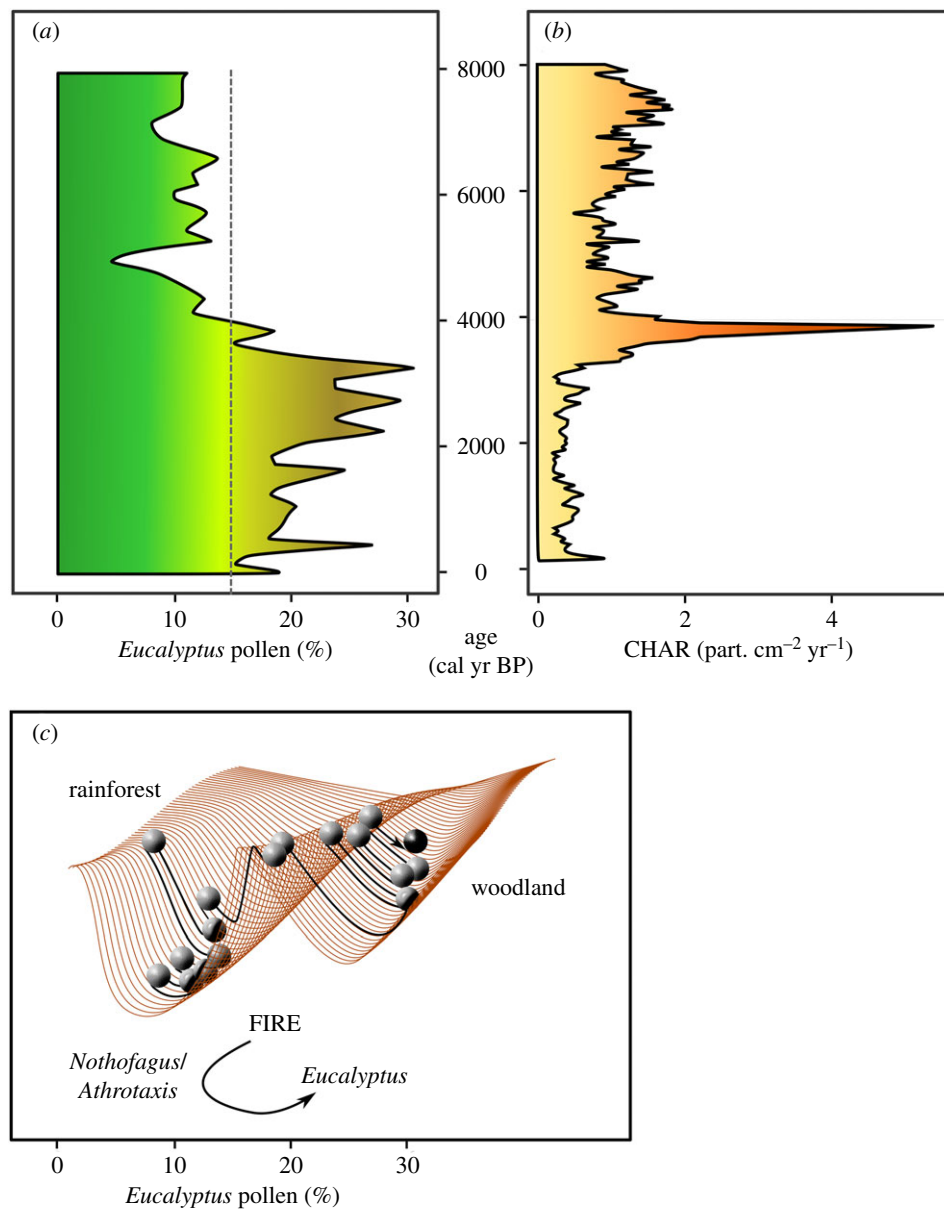 (a)
(b)
8000
6000
4000
2000
0
0 10 20 30
Eucalyptus pollen (%)
age
(cal yr BP)
0 2 4
CHAR (part. cm⁻² yr⁻¹)
(c)
rainforest
woodland
FIRE
Nothofagus/
Athrotaxis
Eucalyptus
0 10 20 30
Eucalyptus pollen (%)